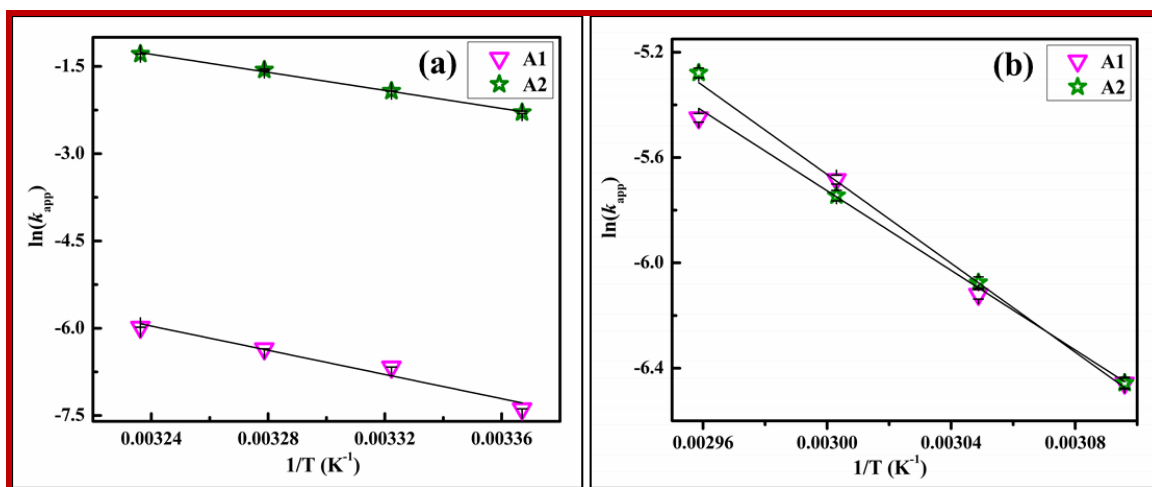 (a)
A1
A2
-1.5
-3.0
-4.5
-6.0
-7.5
ln(k_app)
0.00324
0.00328
0.00332
0.00336
1/T (K⁻¹)
(b)
A1
A2
-5.2
-5.6
-6.0
-6.4
ln(k_app)
0.00296
0.00300
0.00304
0.00308
1/T (K⁻¹)